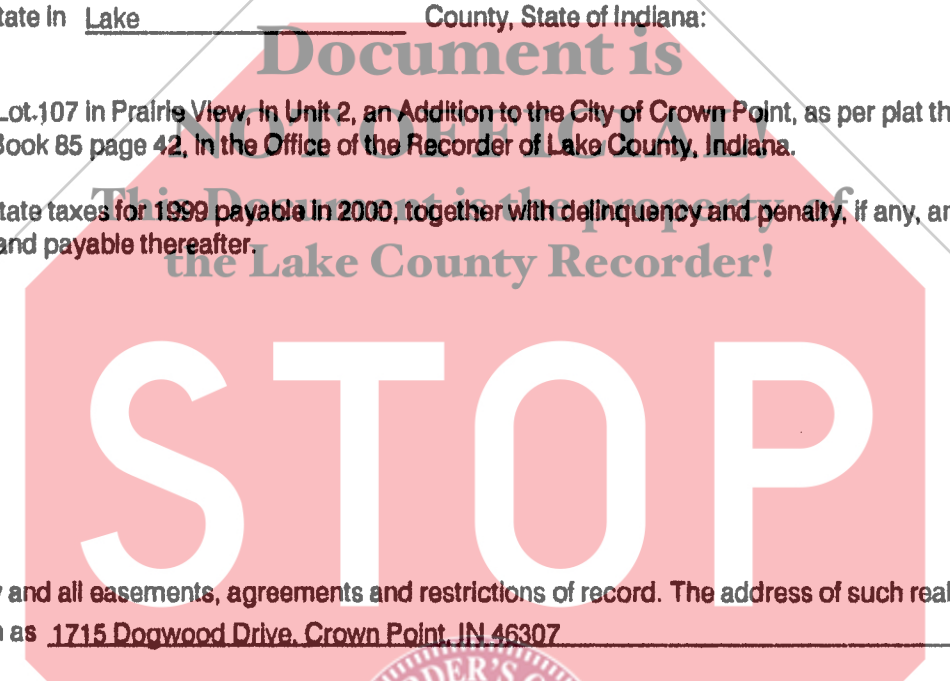 tate in Lake County, State of Indiana:
Document is
Lot 107 in Prairie View, in Unit 2, an Addition to the City of Crown Point, as per plat th
Book 85 page 42, in the Office of the Recorder of Lake County, Indiana.
NOT OFFICIAL!
tate taxes for 1999 payable in 2000, together with delinquency and penalty, if any, an
This Document is the property of
and payable thereafter.
the Lake County Recorder!
STOP
y and all easements, agreements and restrictions of record. The address of such real
n as 1715 Dogwood Drive, Crown Point, IN 46307